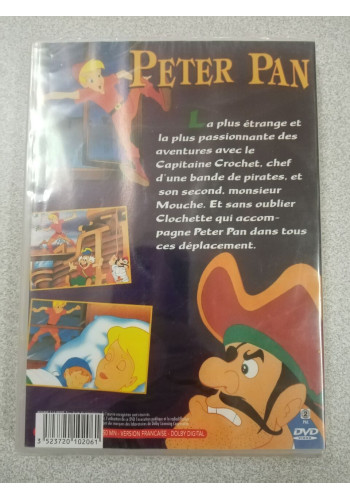 PETER PAN
La plus étrange et
la plus passionnante des
aventures avec le
Capitaine Crochet, chef
d'une bande de pirates, et
son second, monsieur
Mouche. Et sans oublier
Clochette qui accom-
pagne Peter Pan dans tous
ces déplacement.
MN - VERSION FRANCAISE - DOLBY DIGITAL
3 523720 102061
DVD